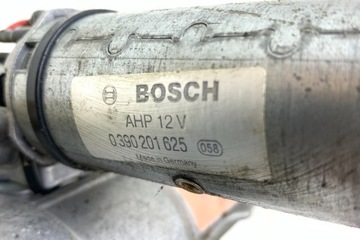 BOSCH
AHP 12 V
0 390 201 625 058
Made in Germany